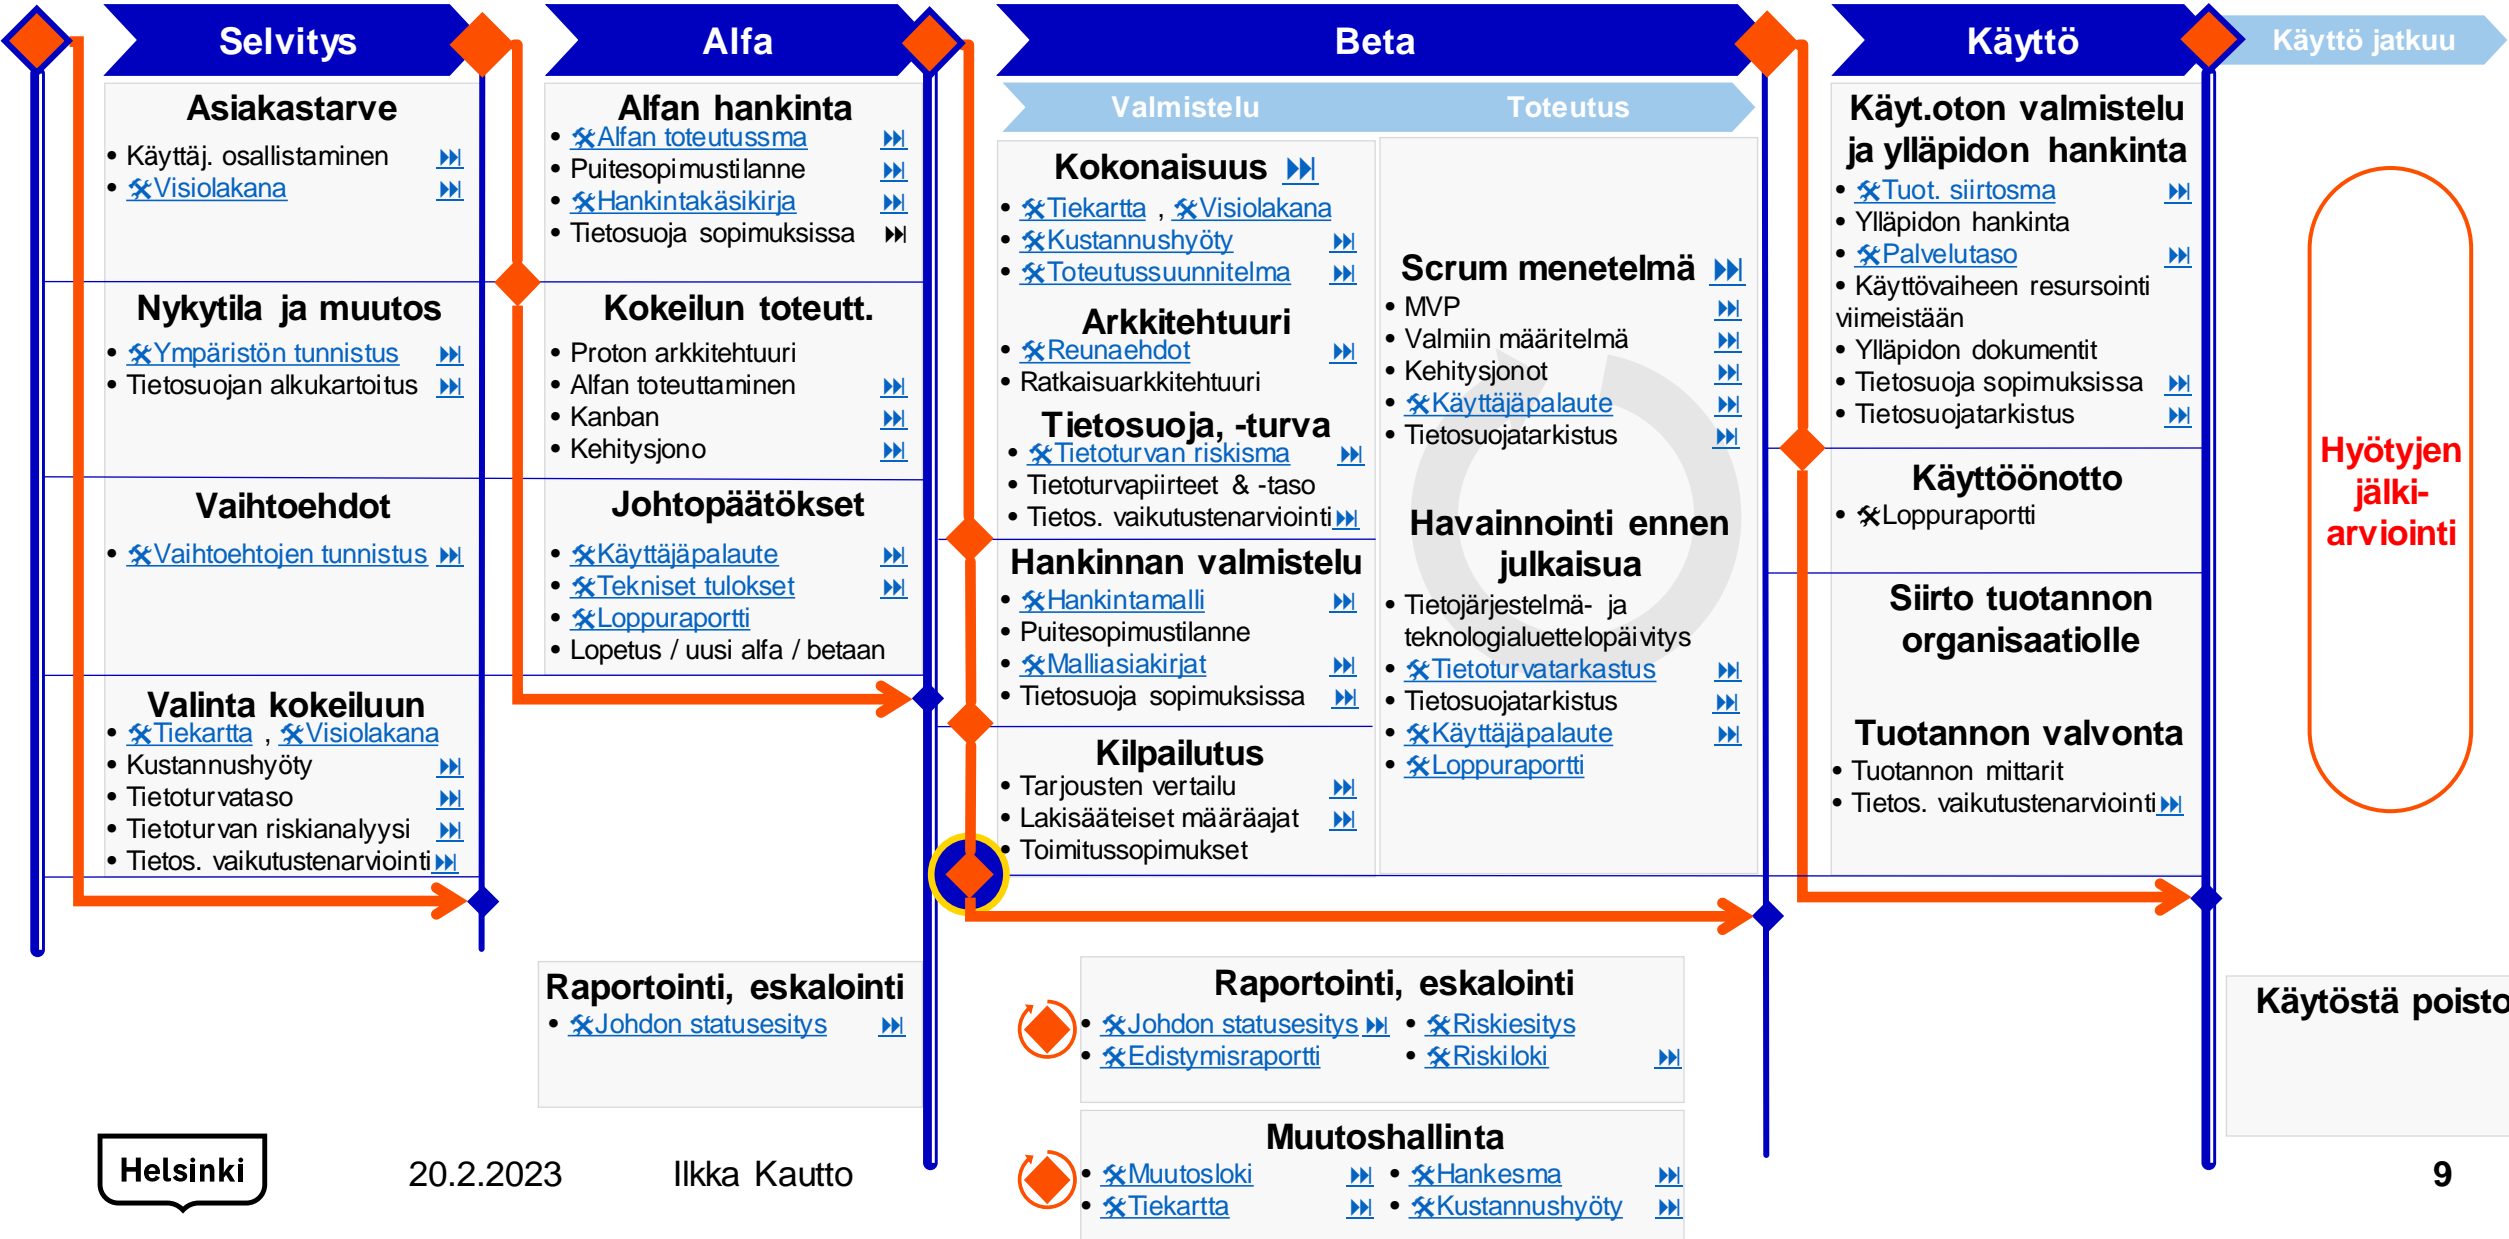 Selvitys
Alfa
Beta
Käyttö
Käyttö jatkuu
Asiakastarve
• Käyttäj. osallistaminen
• 🛠Visiolakana
Nykytila ja muutos
• 🛠Ympäristön tunnistus
• Tietosuojan alkukartoitus
Vaihtoehdot
• 🛠Vaihtoehtojen tunnistus
Valinta kokeiluun
• 🛠Tiekartta , 🛠Visiolakana
• Kustannushyöty
• Tietoturvataso
• Tietoturvan riskianalyysi
• Tietos. vaikutustenarviointi
Alfan hankinta
• 🛠Alfan toteutussma
• Puitesopimustilanne
• 🛠Hankintakäsikirja
• Tietosuoja sopimuksissa
Kokeilun toteutt.
• Proton arkkitehtuuri
• Alfan toteuttaminen
• Kanban
• Kehitysjono
Johtopäätökset
• 🛠Käyttäjäpalaute
• 🛠Tekniset tulokset
• 🛠Loppuraportti
• Lopetus / uusi alfa / betaan
Raportointi, eskalointi
• 🛠Johdon statusesitys
Valmistelu
Toteutus
Kokonaisuus
• 🛠Tiekartta , 🛠Visiolakana
• 🛠Kustannushyöty
• 🛠Toteutussuunnitelma
Arkkitehtuuri
• 🛠Reunaehdot
• Ratkaisuarkkitehtuuri
Tietosuoja, -turva
• 🛠Tietoturvan riskisma
• Tietoturvapiirteet & -taso
• Tietos. vaikutustenarviointi
Hankinnan valmistelu
• 🛠Hankintamalli
• Puitesopimustilanne
• 🛠Malliasiakirjat
• Tietosuoja sopimuksissa
Kilpailutus
• Tarjousten vertailu
• Lakisääteiset määräajat
• Toimitussopimukset
Scrum menetelmä
• MVP
• Valmiin määritelmä
• Kehitysjonot
• 🛠Käyttäjäpalaute
• Tietosuojatarkistus
Havainnointi ennen
julkaisua
• Tietojärjestelmä- ja
teknologialuettelopäivitys
• 🛠Tietoturvatarkastus
• Tietosuojatarkistus
• 🛠Käyttäjäpalaute
• 🛠Loppuraportti
Raportointi, eskalointi
• 🛠Johdon statusesitys • 🛠Riskiesitys
• 🛠Edistymisraportti • 🛠Riskiloki
Muutoshallinta
• 🛠Muutosloki • 🛠Hankesma
• 🛠Tiekartta • 🛠Kustannushyöty
Käyt.oton valmistelu
ja ylläpidon hankinta
• 🛠Tuot. siirtosma
• Ylläpidon hankinta
• 🛠Palvelutaso
• Käyttövaiheen resursointi
viimeistään
• Ylläpidon dokumentit
• Tietosuoja sopimuksissa
• Tietosuojatarkistus
Käyttöönotto
• 🛠Loppuraportti
Siirto tuotannon
organisaatiolle
Tuotannon valvonta
• Tuotannon mittarit
• Tietos. vaikutustenarviointi
Hyötyjen
jälki-
arviointi
Käytöstä poisto
Helsinki
20.2.2023
Ilkka Kautto
9